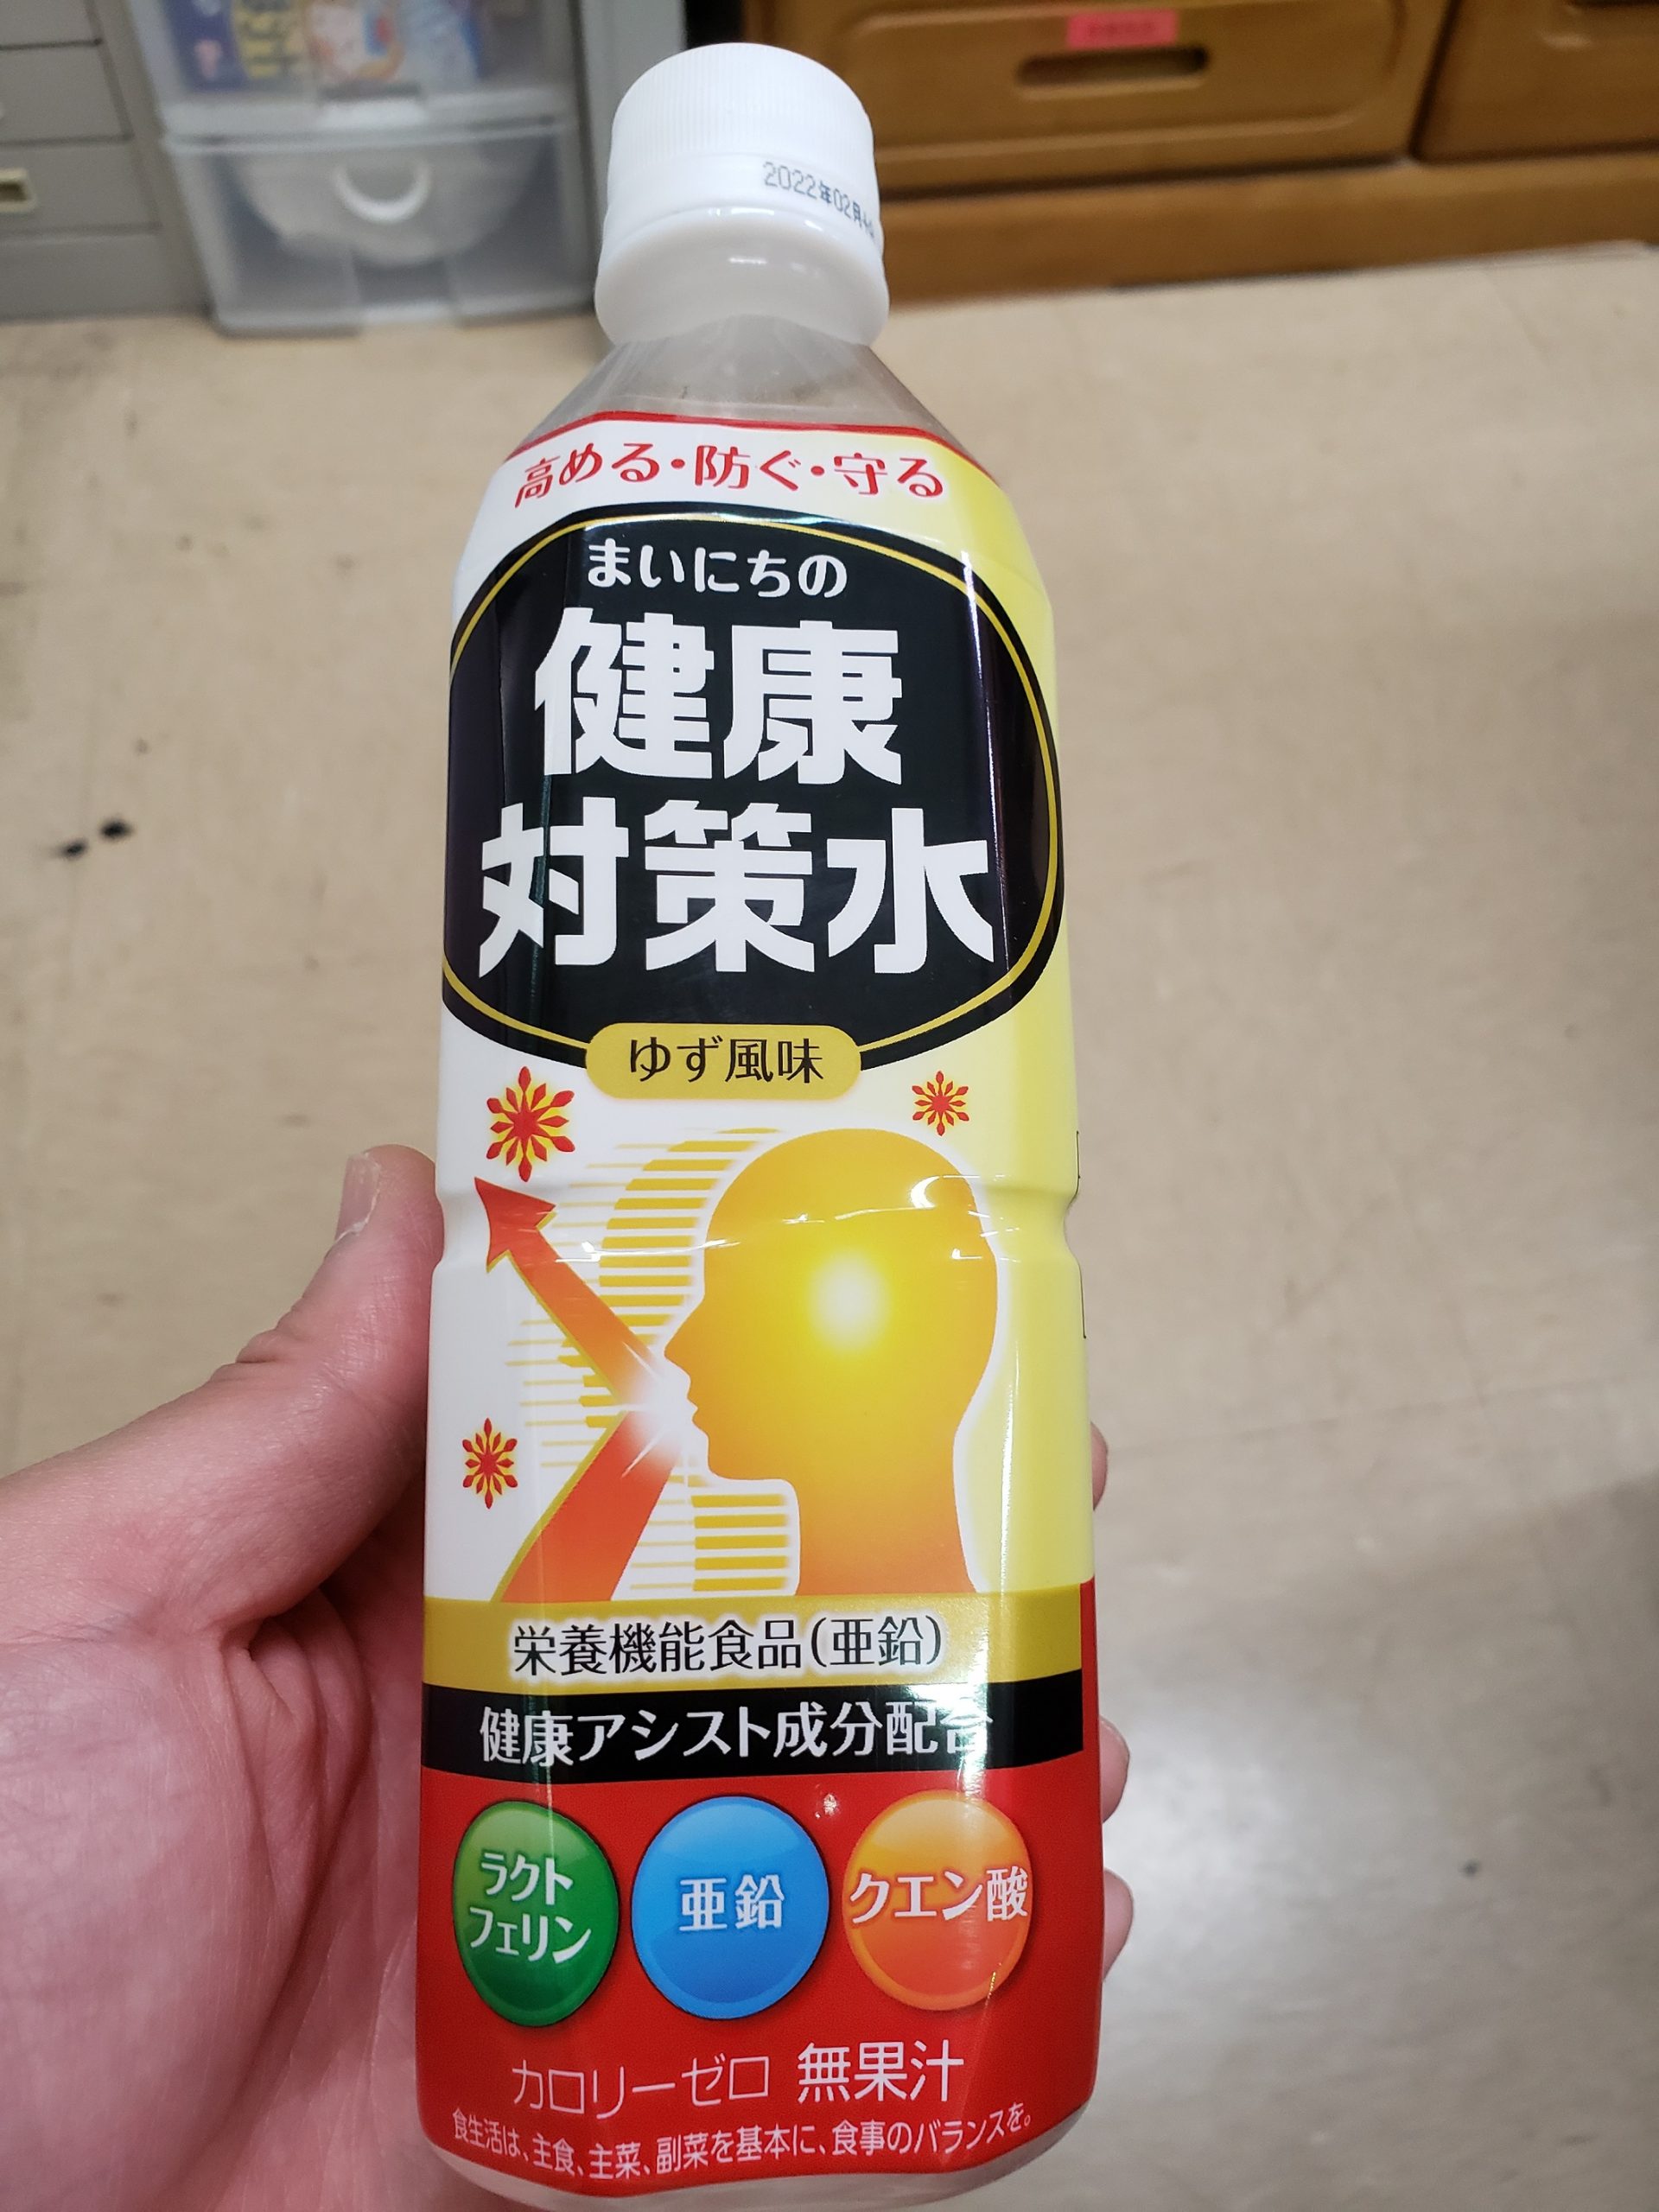 2022年02月
高める・防ぐ・守る
まいにちの
健康
対策水
ゆず風味
栄養機能食品(亜鉛)
健康アシスト成分配合
ラクト
フェリン
亜鉛
クエン酸
カロリーゼロ 無果汁
食生活は、主食、主菜、副菜を基本に、食事のバランスを。